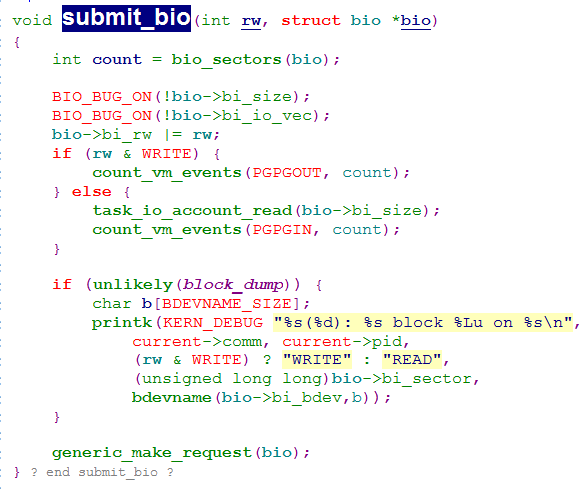 void submit_bio(int rw, struct bio *bio)
{
    int count = bio_sectors(bio);

    BIO_BUG_ON(!bio->bi_size);
    BIO_BUG_ON(!bio->bi_io_vec);
    bio->bi_rw |= rw;
    if (rw & WRITE) {
        count_vm_events(PGPGOUT, count);
    } else {
        task_io_account_read(bio->bi_size);
        count_vm_events(PGPGIN, count);
    }

    if (unlikely(block_dump)) {
        char b[BDEVNAME_SIZE];
        printk(KERN_DEBUG "%s(%d): %s block %Lu on %s\n",
            current->comm, current->pid,
            (rw & WRITE) ? "WRITE" : "READ",
            (unsigned long long)bio->bi_sector,
            bdevname(bio->bi_bdev,b));
    }

    generic_make_request(bio);
} ? end submit_bio ?